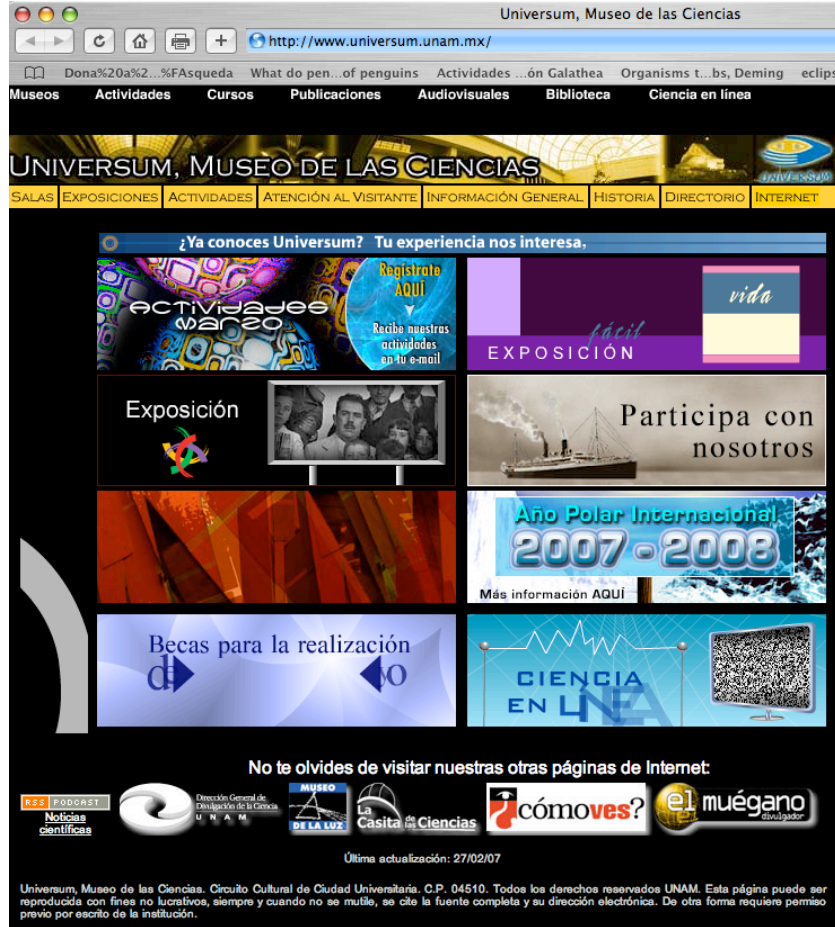 Universum, Museo de las Ciencias
http://www.universum.unam.mx/
Dona%20a%2...%FAsqueda What do pen...of penguins Actividades ...ón Galathea Organisms t...bs, Deming eclips
Museos Actividades Cursos Publicaciones Audiovisuales Biblioteca Ciencia en línea
UNIVERSUM, MUSEO DE LAS CIENCIAS
UNIVERSUM
SALAS EXPOSICIONES ACTIVIDADES ATENCIÓN AL VISITANTE INFORMACIÓN GENERAL HISTORIA DIRECTORIO INTERNET
¿Ya conoces Universum? Tu experiencia nos interesa,
ACTIVIDADES
MARZO
Regístrate
AQUÍ
Recibe nuestras
actividades
en tu e-mail
vida
fácil
EXPOSICIÓN
Exposición
Participa con
nosotros
Año Polar Internacional
2007 - 2008
Más información AQUÍ
Becas para la realización
de yo
CIENCIA
EN LÍNEA
No te olvides de visitar nuestras otras páginas de Internet:
RSS PODCAST
Noticias
científicas
Dirección General de
Divulgación de la Ciencia
U N A M
MUSEO
DE LA LUZ
La
Casita de las Ciencias
¿cómoves?
el muégano
divulgador
Última actualización: 27/02/07
Universum, Museo de las Ciencias. Circuito Cultural de Ciudad Universitaria. C.P. 04510. Todos los derechos reservados UNAM. Esta página puede ser
reproducida con fines no lucrativos, siempre y cuando no se mutile, se cite la fuente completa y su dirección electrónica. De otra forma requiere permiso
previo por escrito de la institución.